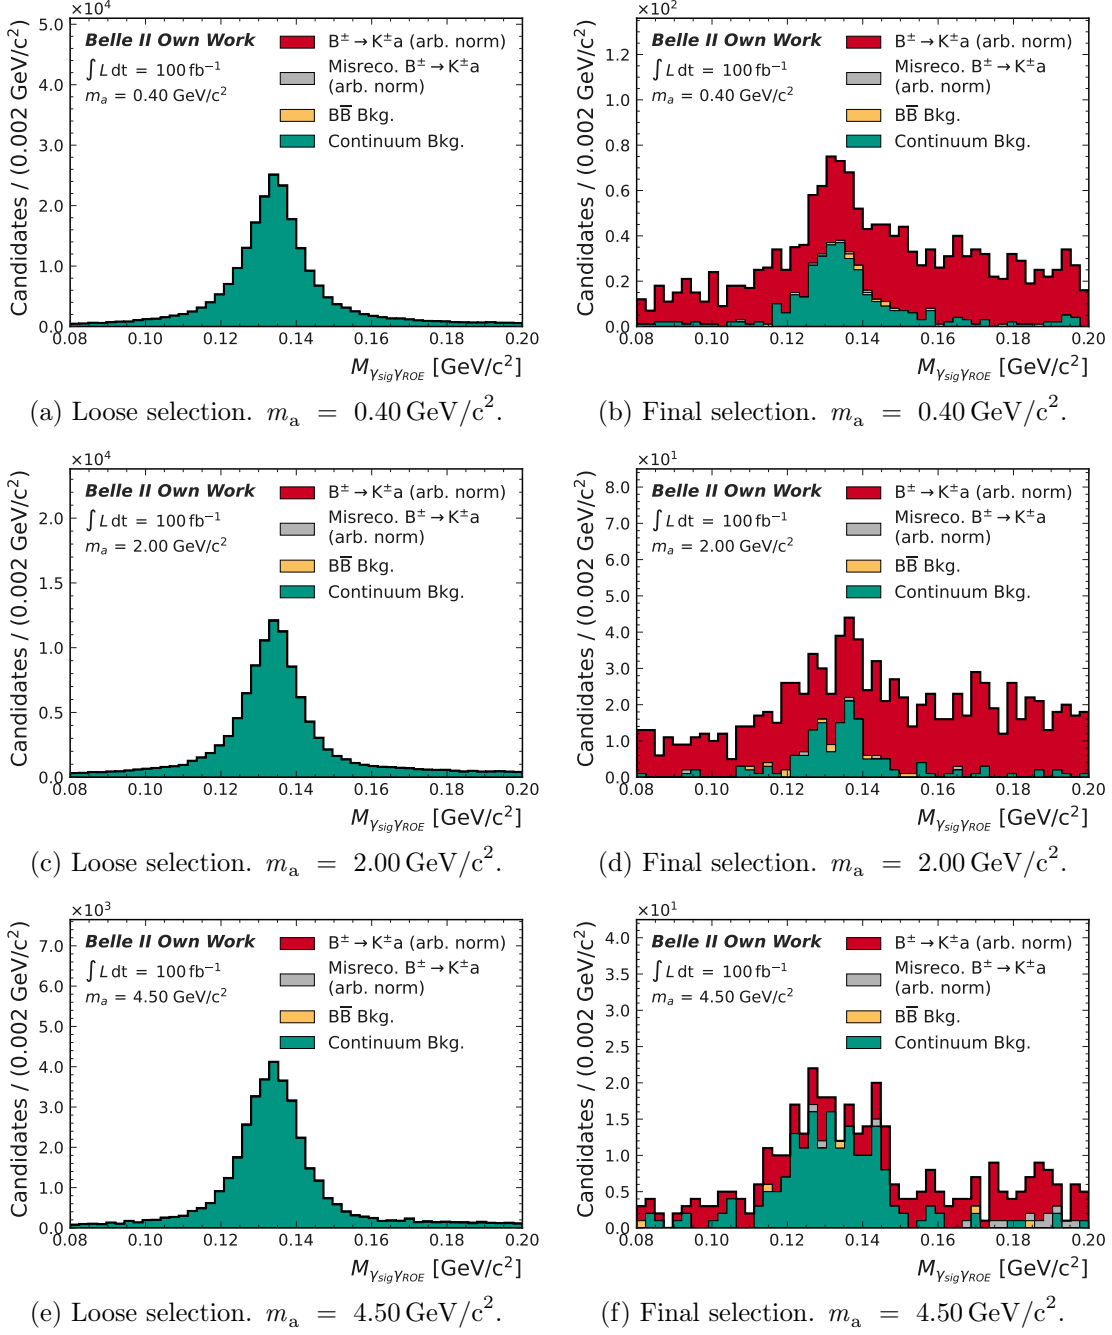 ×10⁴
Candidates / (0.002 GeV/c²)
5.0
4.0
3.0
2.0
1.0
0.0
Belle II Own Work
∫ L dt = 100 fb⁻¹
mₐ = 0.40 GeV/c²
B± → K±a (arb. norm)
Misreco. B± → K±a
(arb. norm)
BB̅ Bkg.
Continuum Bkg.
0.08 0.10 0.12 0.14 0.16 0.18 0.20
M_γsigγROE [GeV/c²]
(a) Loose selection. mₐ = 0.40 GeV/c².
×10²
Candidates / (0.002 GeV/c²)
1.2
1.0
0.8
0.6
0.4
0.2
0.0
Belle II Own Work
∫ L dt = 100 fb⁻¹
mₐ = 0.40 GeV/c²
B± → K±a (arb. norm)
Misreco. B± → K±a
(arb. norm)
BB̅ Bkg.
Continuum Bkg.
0.08 0.10 0.12 0.14 0.16 0.18 0.20
M_γsigγROE [GeV/c²]
(b) Final selection. mₐ = 0.40 GeV/c².
×10⁴
Candidates / (0.002 GeV/c²)
2.0
1.5
1.0
0.5
0.0
Belle II Own Work
∫ L dt = 100 fb⁻¹
mₐ = 2.00 GeV/c²
B± → K±a (arb. norm)
Misreco. B± → K±a
(arb. norm)
BB̅ Bkg.
Continuum Bkg.
0.08 0.10 0.12 0.14 0.16 0.18 0.20
M_γsigγROE [GeV/c²]
(c) Loose selection. mₐ = 2.00 GeV/c².
×10¹
Candidates / (0.002 GeV/c²)
8.0
7.0
6.0
5.0
4.0
3.0
2.0
1.0
0.0
Belle II Own Work
∫ L dt = 100 fb⁻¹
mₐ = 2.00 GeV/c²
B± → K±a (arb. norm)
Misreco. B± → K±a
(arb. norm)
BB̅ Bkg.
Continuum Bkg.
0.08 0.10 0.12 0.14 0.16 0.18 0.20
M_γsigγROE [GeV/c²]
(d) Final selection. mₐ = 2.00 GeV/c².
×10³
Candidates / (0.002 GeV/c²)
7.0
6.0
5.0
4.0
3.0
2.0
1.0
0.0
Belle II Own Work
∫ L dt = 100 fb⁻¹
mₐ = 4.50 GeV/c²
B± → K±a (arb. norm)
Misreco. B± → K±a
(arb. norm)
BB̅ Bkg.
Continuum Bkg.
0.08 0.10 0.12 0.14 0.16 0.18 0.20
M_γsigγROE [GeV/c²]
(e) Loose selection. mₐ = 4.50 GeV/c².
×10¹
Candidates / (0.002 GeV/c²)
4.0
3.5
3.0
2.5
2.0
1.5
1.0
0.5
0.0
Belle II Own Work
∫ L dt = 100 fb⁻¹
mₐ = 4.50 GeV/c²
B± → K±a (arb. norm)
Misreco. B± → K±a
(arb. norm)
BB̅ Bkg.
Continuum Bkg.
0.08 0.10 0.12 0.14 0.16 0.18 0.20
M_γsigγROE [GeV/c²]
(f) Final selection. mₐ = 4.50 GeV/c².